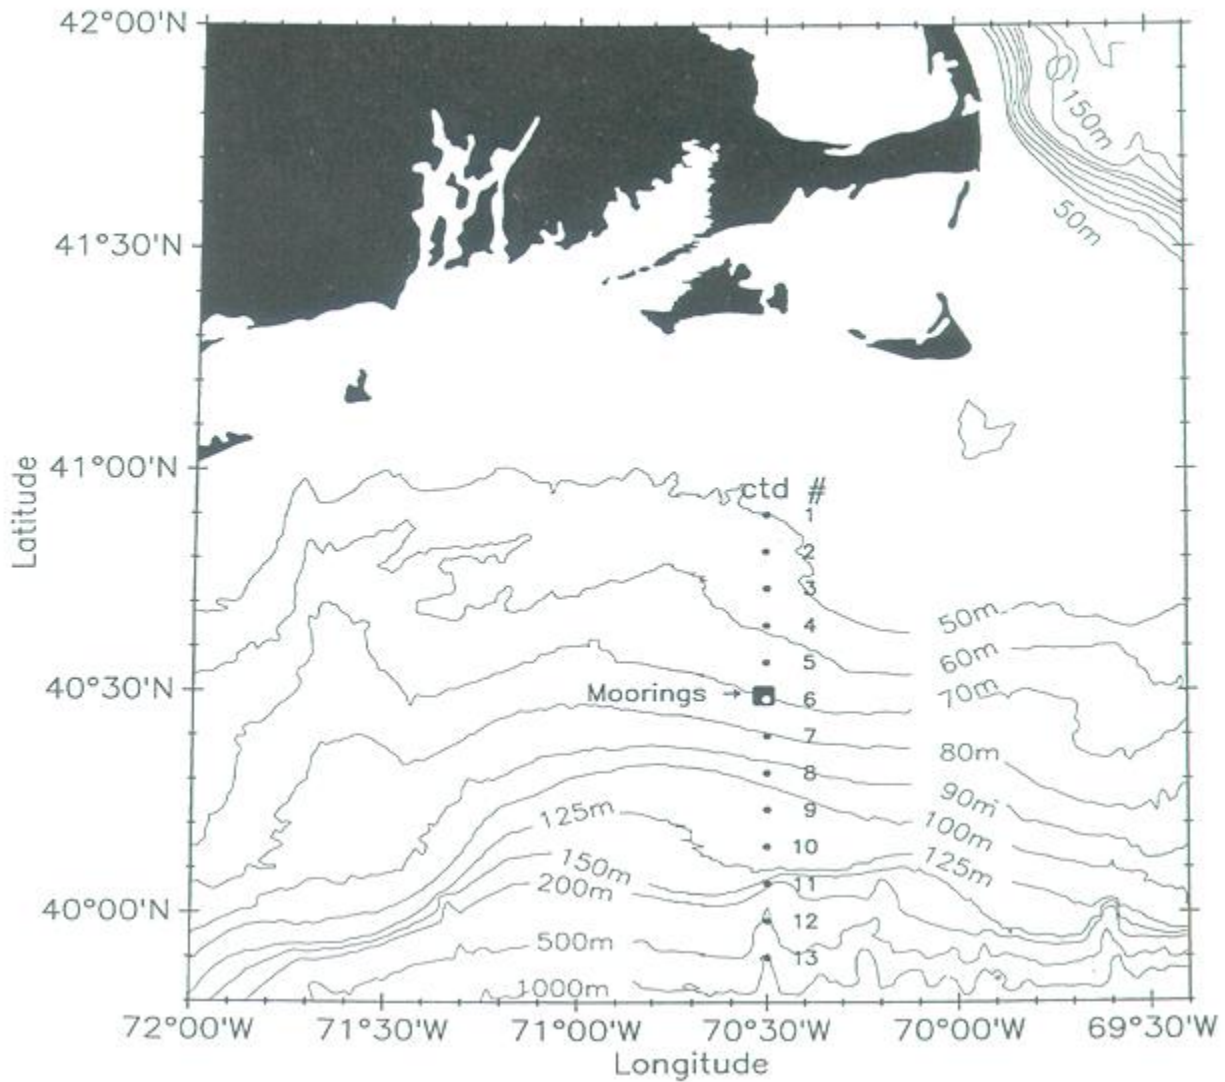 42°00'N
150m
50m
41°30'N
Latitude
41°00'N
ctd #
1
2
3
4
50m
5
60m
40°30'N
Moorings →
6
70m
7
80m
8
90m
9
125m
100m
10
125m
150m
11
200m
40°00'N
12
500m
13
1000m
72°00'W 71°30'W 71°00'W 70°30'W 70°00'W 69°30'W
Longitude